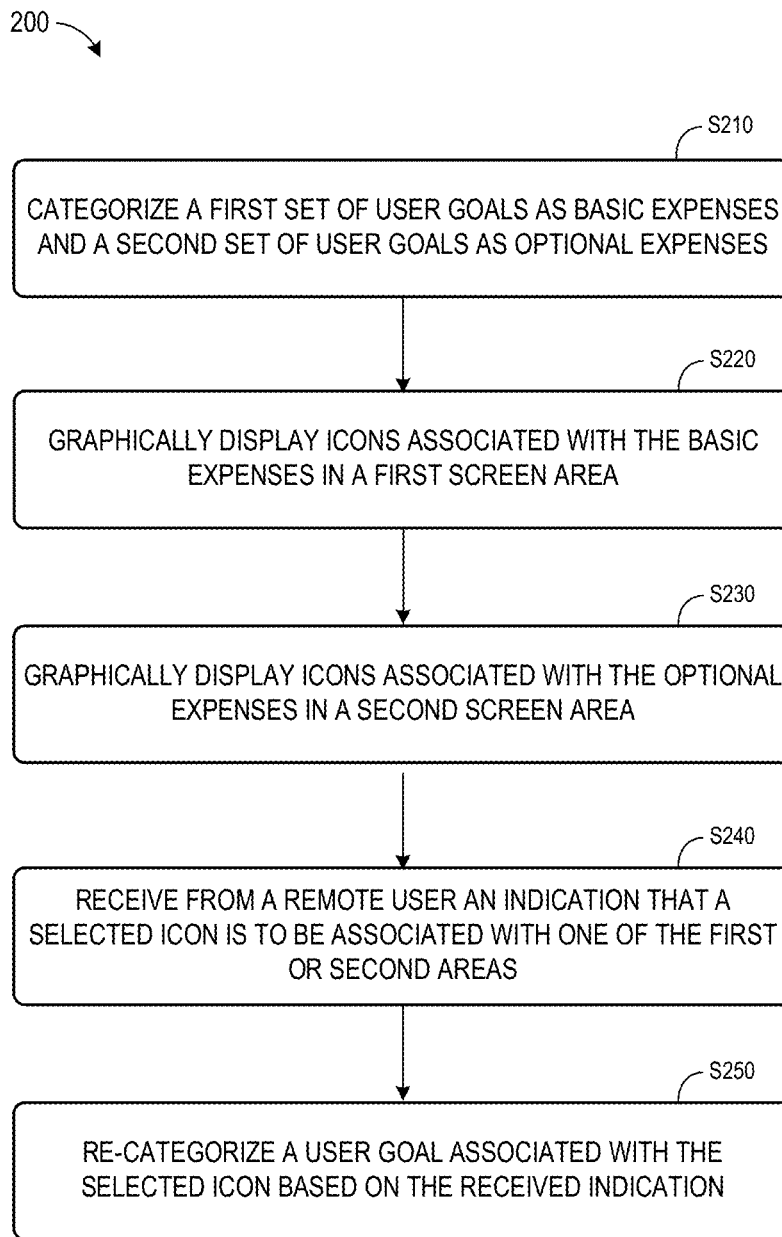 200
S210
CATEGORIZE A FIRST SET OF USER GOALS AS BASIC EXPENSES
AND A SECOND SET OF USER GOALS AS OPTIONAL EXPENSES
S220
GRAPHICALLY DISPLAY ICONS ASSOCIATED WITH THE BASIC
EXPENSES IN A FIRST SCREEN AREA
S230
GRAPHICALLY DISPLAY ICONS ASSOCIATED WITH THE OPTIONAL
EXPENSES IN A SECOND SCREEN AREA
S240
RECEIVE FROM A REMOTE USER AN INDICATION THAT A
SELECTED ICON IS TO BE ASSOCIATED WITH ONE OF THE FIRST
OR SECOND AREAS
S250
RE-CATEGORIZE A USER GOAL ASSOCIATED WITH THE
SELECTED ICON BASED ON THE RECEIVED INDICATION